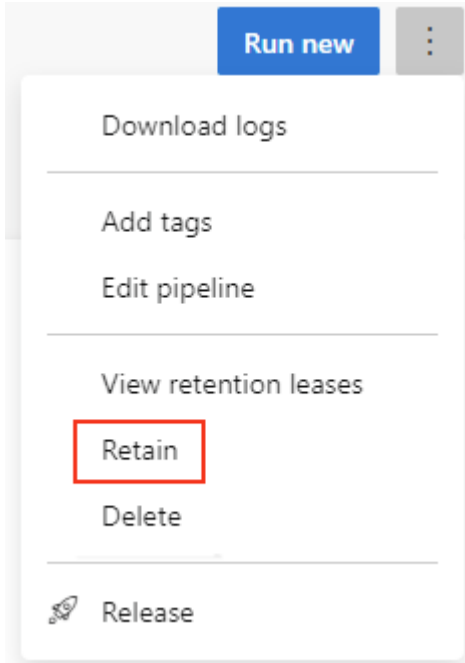 Run new
Download logs
Add tags
Edit pipeline
View retention leases
Retain
Delete
Release